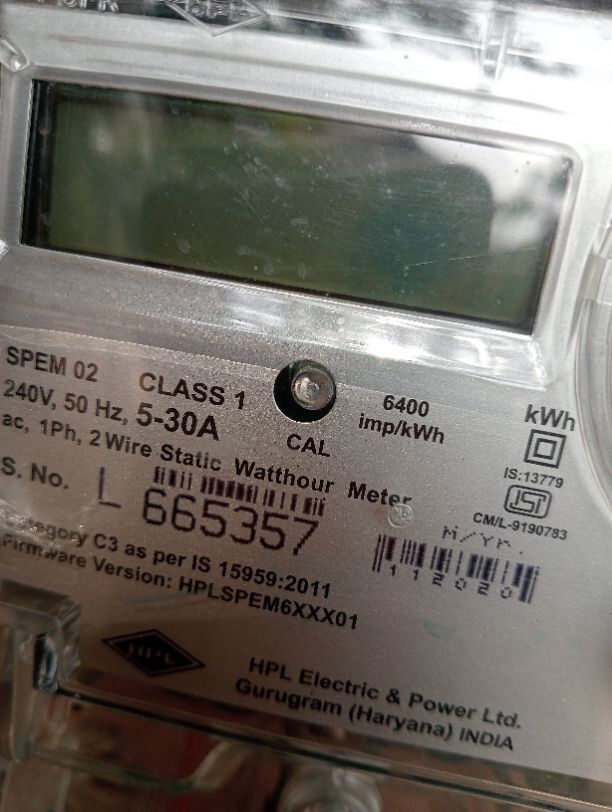 SPEM 02 CLASS 1
240V, 50 Hz, 5-30A
ac, 1Ph, 2 Wire Static Watthour Meter
CAL
6400
imp/kWh
kWh
IS:13779
ISI
CM/L-9190783
S. No. L 665357
M/Yr.
112020
Category C3 as per IS 15959:2011
Firmware Version: HPLSPEM6XXX01
HPL
HPL Electric & Power Ltd.
Gurugram (Haryana) INDIA